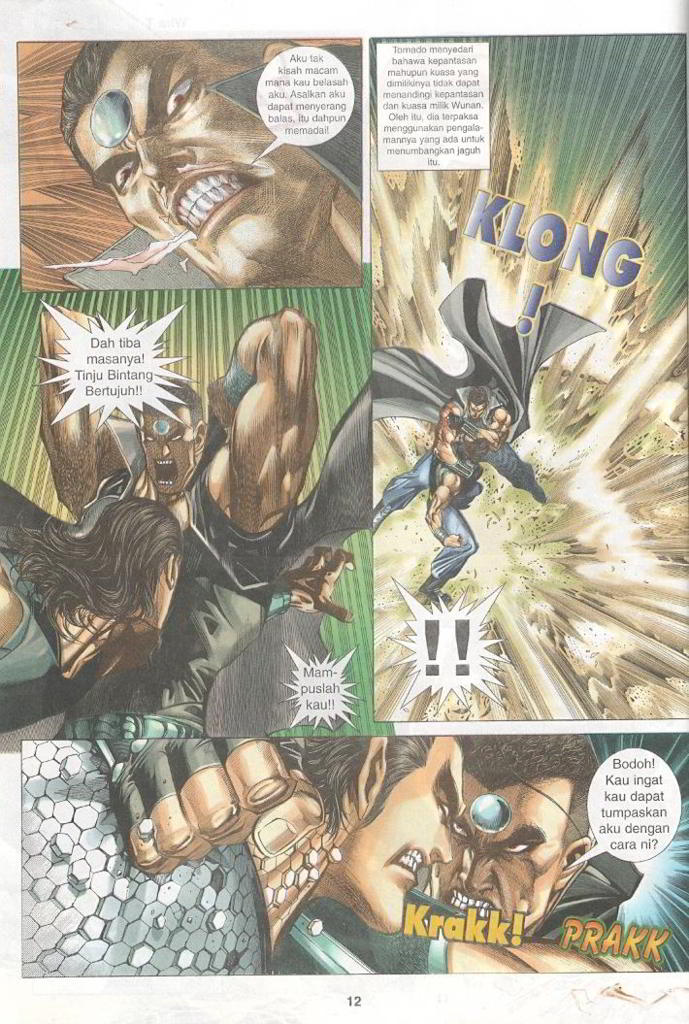 Aku tak
kisah macam
mana kau belasah
aku. Asalkan aku
dapat menyerang
balas, itu dahpun
memadai!
Tornado menyedari
bahawa kepantasan
mahupun kuasa yang
dimilikinya tidak dapat
menandingi kepantasan
dan kuasa milik Wunan.
Oleh itu, dia terpaksa
menggunakan pengala-
mannya yang ada untuk
menumbangkan jaguh
itu.
KLONG
!
Dah tiba
masanya!
Tinju Bintang
Bertujuh!!
!!
Mam-
puslah
kau!!
Bodoh!
Kau ingat
kau dapat
tumpaskan
aku dengan
cara ni?
Krakk!
PRAKK
12